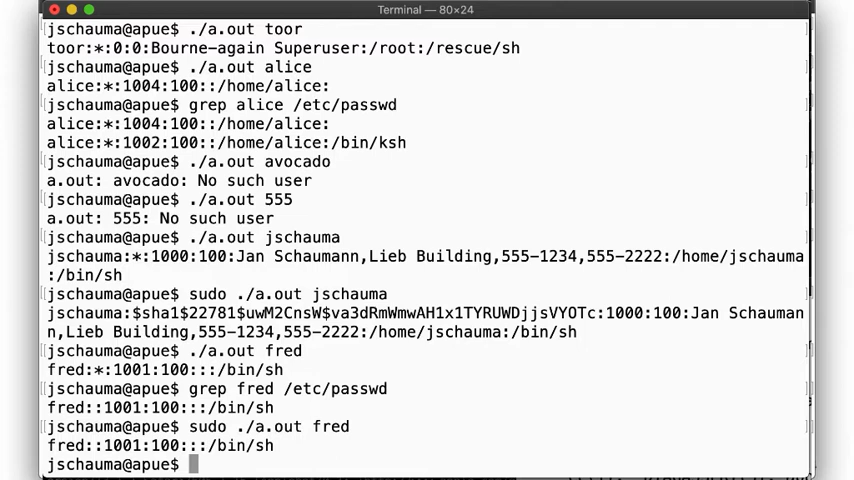 Terminal — 80×24
jschauma@apue$ ./a.out toor
toor:*:0:0:Bourne-again Superuser:/root:/rescue/sh
jschauma@apue$ ./a.out alice
alice:*:1004:100::/home/alice:
jschauma@apue$ grep alice /etc/passwd
alice:*:1004:100::/home/alice:
alice:*:1002:100::/home/alice:/bin/ksh
jschauma@apue$ ./a.out avocado
a.out: avocado: No such user
jschauma@apue$ ./a.out 555
a.out: 555: No such user
jschauma@apue$ ./a.out jschauma
jschauma:*:1000:100:Jan Schaumann,Lieb Building,555-1234,555-2222:/home/jschauma
:/bin/sh
jschauma@apue$ sudo ./a.out jschauma
jschauma:$sha1$22781$uwM2CnsW$va3dRmWmwAH1x1TYRUWDjjsVYOTc:1000:100:Jan Schauman
n,Lieb Building,555-1234,555-2222:/home/jschauma:/bin/sh
jschauma@apue$ ./a.out fred
fred:*:1001:100:::/bin/sh
jschauma@apue$ grep fred /etc/passwd
fred::1001:100:::/bin/sh
jschauma@apue$ sudo ./a.out fred
fred::1001:100:::/bin/sh
jschauma@apue$